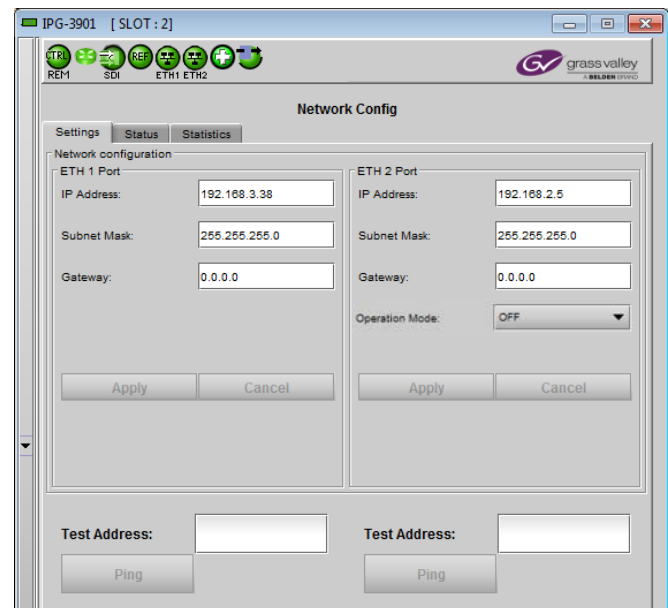 IPG-3901 [ SLOT : 2]
CTRL REF
REM SDI ETH1 ETH2
GV grass valley
A BELDEN BRAND
Network Config
Settings Status Statistics
Network configuration
ETH 1 Port ETH 2 Port
IP Address: 192.168.3.38 IP Address: 192.168.2.5
Subnet Mask: 255.255.255.0 Subnet Mask: 255.255.255.0
Gateway: 0.0.0.0 Gateway: 0.0.0.0
Operation Mode: OFF
Apply Cancel Apply Cancel
Test Address: Test Address:
Ping Ping